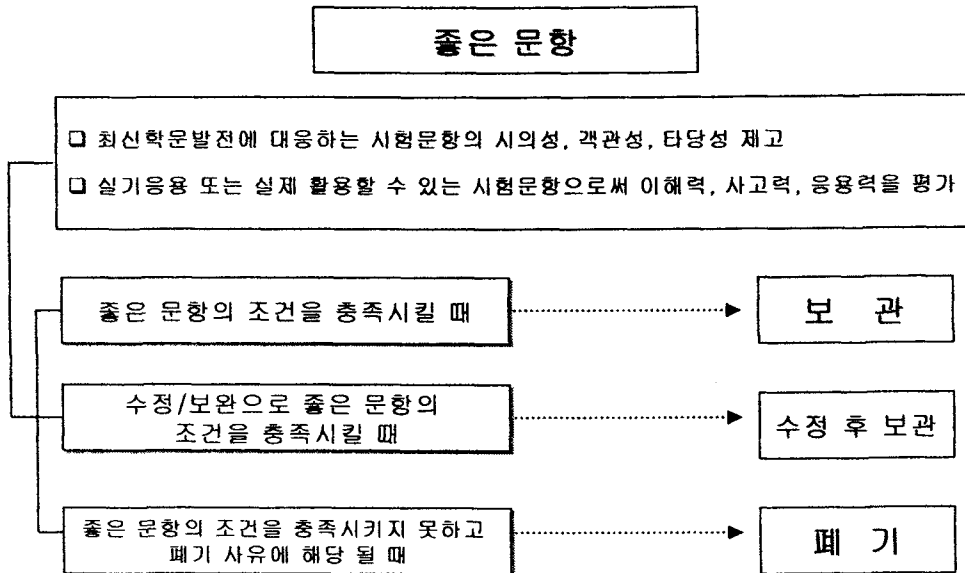 좋은 문항
❑ 최신학문발전에 대응하는 시험문항의 시의성, 객관성, 타당성 제고
❑ 실기응용 또는 실제 활용할 수 있는 시험문항으로써 이해력, 사고력, 응용력을 평가
좋은 문항의 조건을 충족시킬 때
보 관
수정/보완으로 좋은 문항의
조건을 충족시킬 때
수정 후 보관
좋은 문항의 조건을 충족시키지 못하고
폐기 사유에 해당 될 때
폐 기